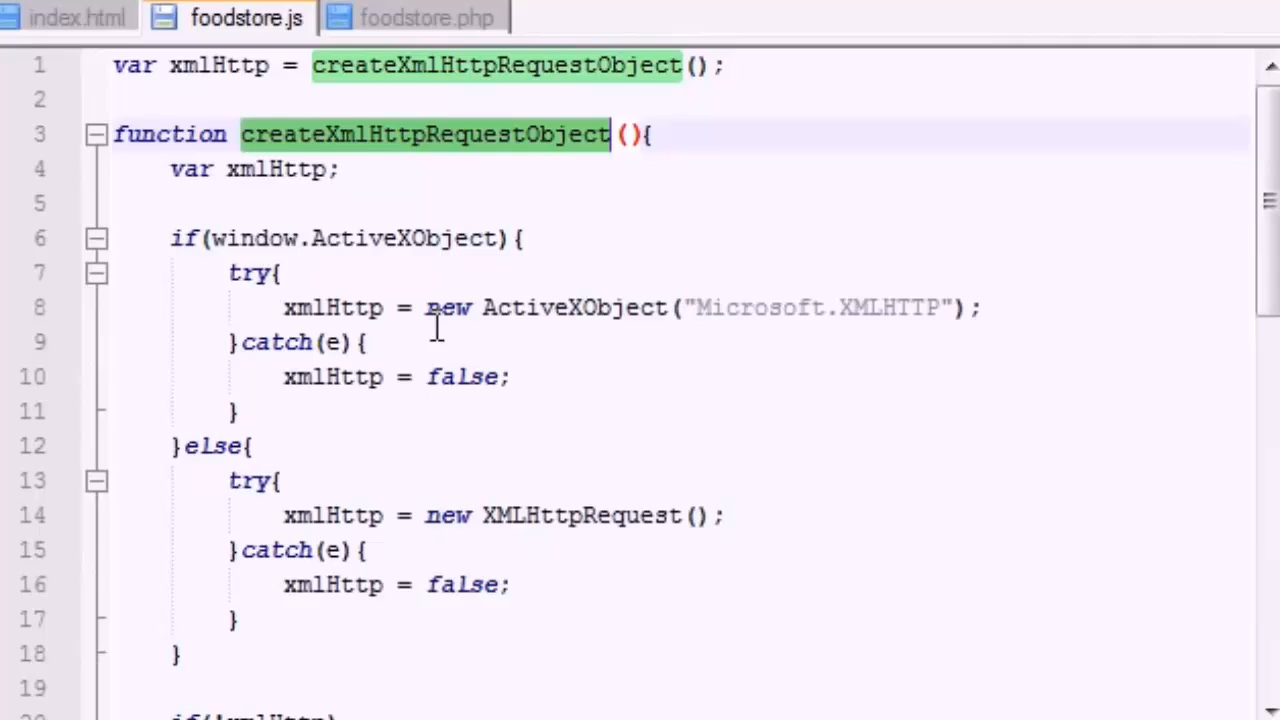 index.html foodstore.js foodstore.php
1 var xmlHttp = createXmlHttpRequestObject();
2
3 function createXmlHttpRequestObject (){
4 var xmlHttp;
5
6 if(window.ActiveXObject){
7 try{
8 xmlHttp = new ActiveXObject("Microsoft.XMLHTTP");
9 }catch(e){
10 xmlHttp = false;
11 }
12 }else{
13 try{
14 xmlHttp = new XMLHttpRequest();
15 }catch(e){
16 xmlHttp = false;
17 }
18 }
19